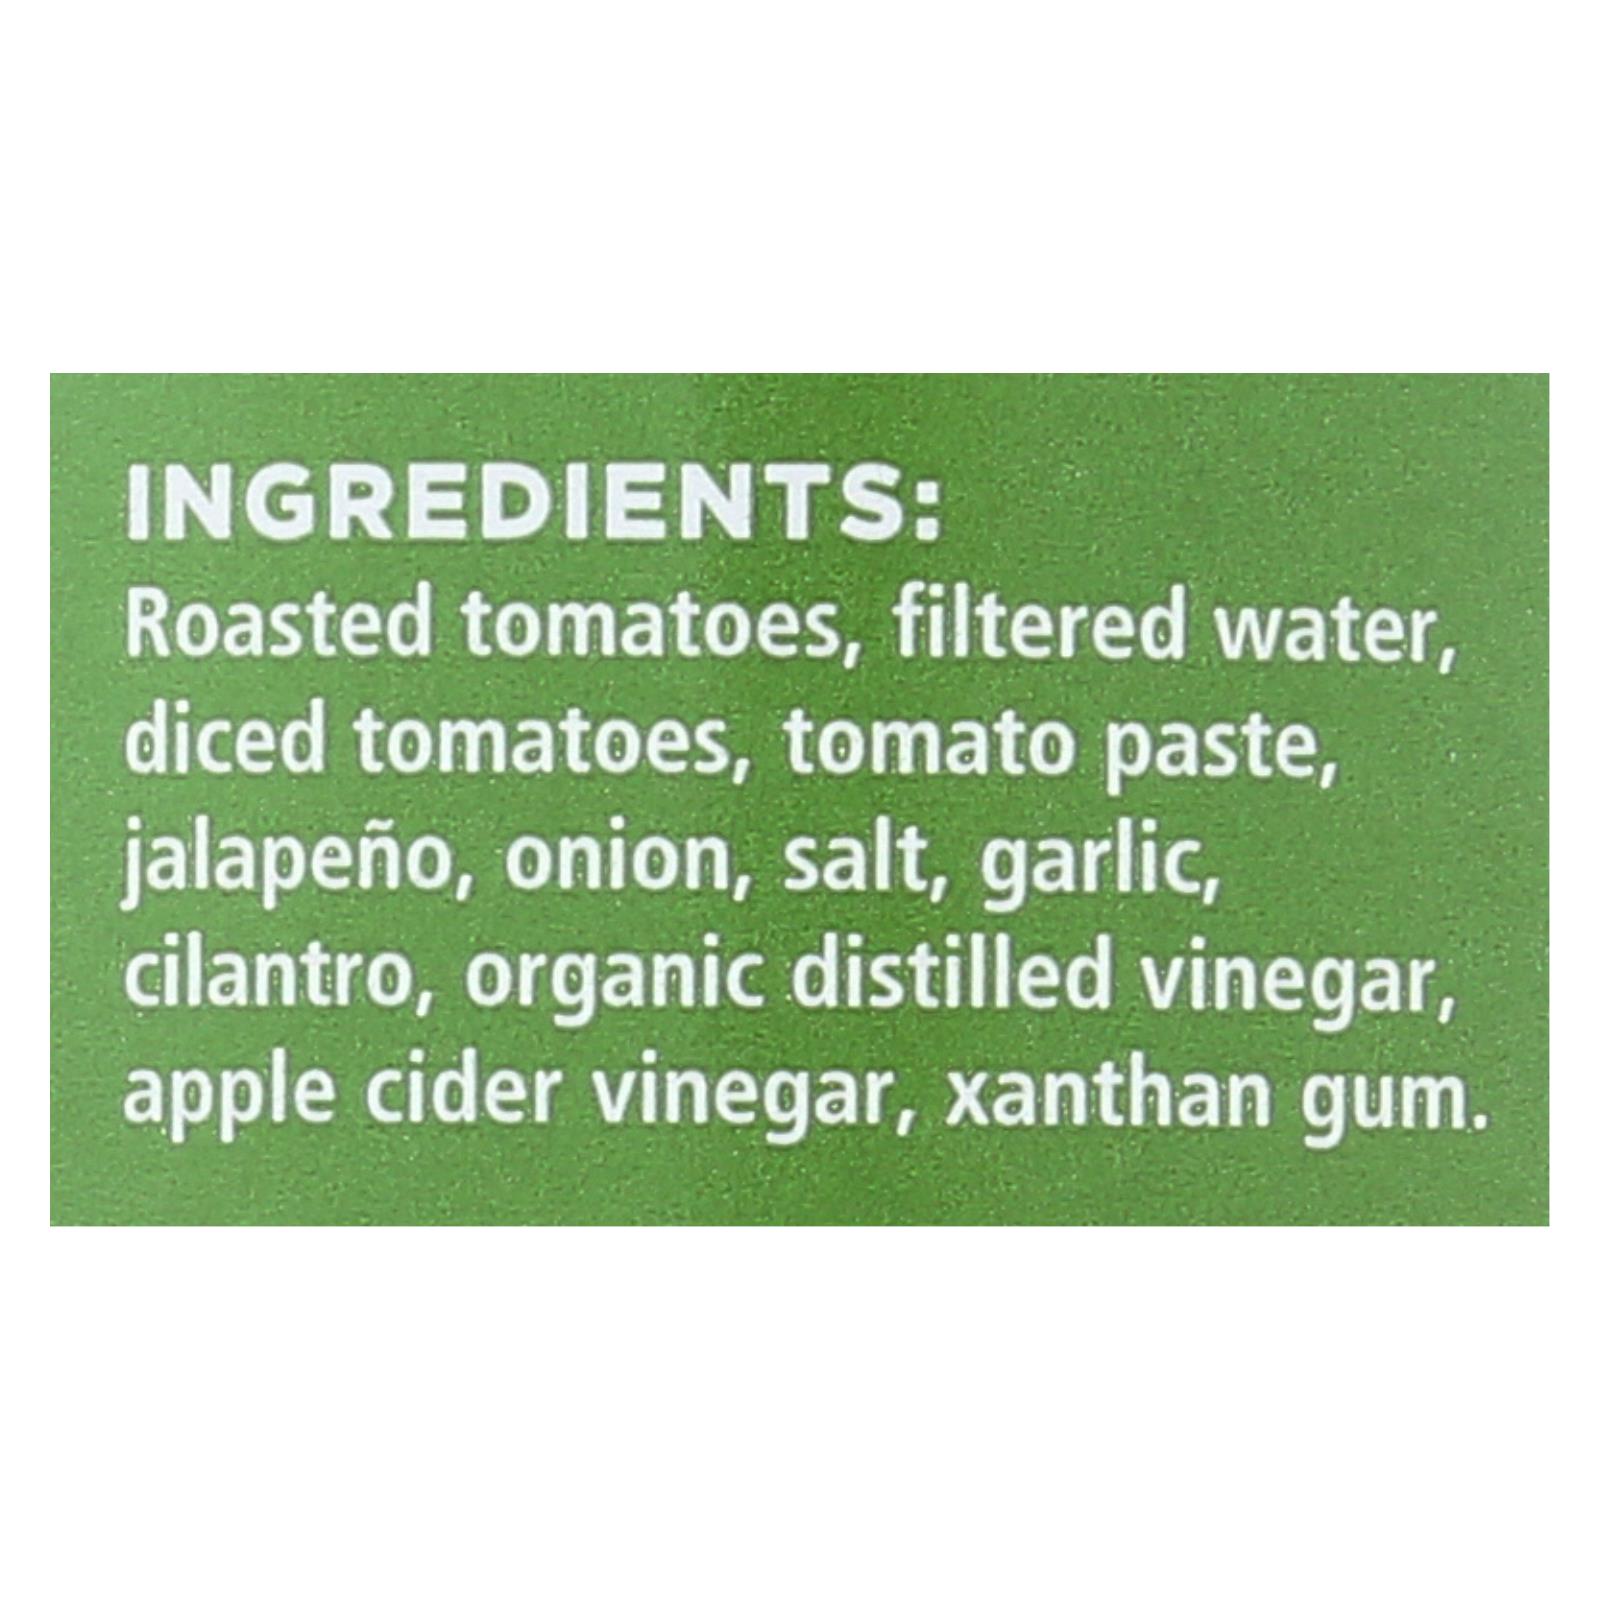 INGREDIENTS:
Roasted tomatoes, filtered water,
diced tomatoes, tomato paste,
jalapeño, onion, salt, garlic,
cilantro, organic distilled vinegar,
apple cider vinegar, xanthan gum.